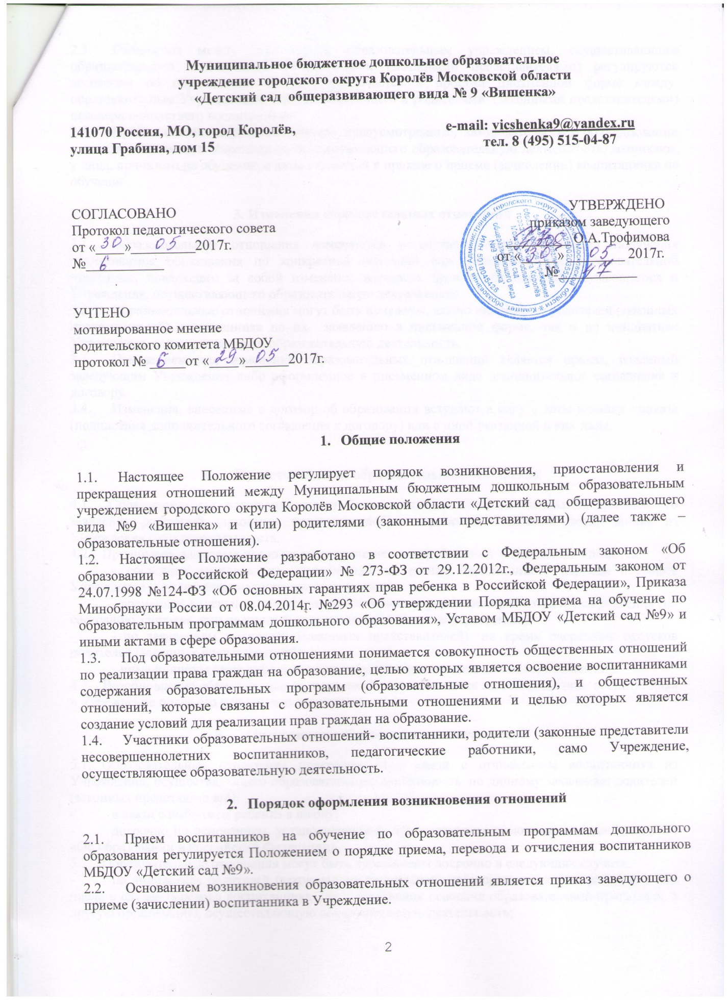 Муниципальное бюджетное дошкольное образовательное
учреждение городского округа Королёв Московской области
«Детский сад общеразвивающего вида № 9 «Вишенка»
141070 Россия, МО, город Королёв,
улица Грабина, дом 15
e-mail: vicshenka9@yandex.ru
тел. 8 (495) 515-04-87
СОГЛАСОВАНО
Протокол педагогического совета
от «30» 05 2017г.
№ 6
УТВЕРЖДЕНО
приказом заведующего
О.А.Трофимова
от «30» 05 2017г.
№ 47
УЧТЕНО
мотивированное мнение
родительского комитета МБДОУ
протокол № 6 от «29» 05 2017г.
1. Общие положения
1.1. Настоящее Положение регулирует порядок возникновения, приостановления и
прекращения отношений между Муниципальным бюджетным дошкольным образовательным
учреждением городского округа Королёв Московской области «Детский сад общеразвивающего
вида №9 «Вишенка» и (или) родителями (законными представителями) (далее также –
образовательные отношения).
1.2. Настоящее Положение разработано в соответствии с Федеральным законом «Об
образовании в Российской Федерации» № 273-ФЗ от 29.12.2012г., Федеральным законом от
24.07.1998 №124-ФЗ «Об основных гарантиях прав ребенка в Российской Федерации», Приказа
Минобрнауки России от 08.04.2014г. №293 «Об утверждении Порядка приема на обучение по
образовательным программам дошкольного образования», Уставом МБДОУ «Детский сад №9» и
иными актами в сфере образования.
1.3. Под образовательными отношениями понимается совокупность общественных отношений
по реализации права граждан на образование, целью которых является освоение воспитанниками
содержания образовательных программ (образовательные отношения), и общественных
отношений, которые связаны с образовательными отношениями и целью которых является
создание условий для реализации прав граждан на образование.
1.4. Участники образовательных отношений- воспитанники, родители (законные представители
несовершеннолетних воспитанников, педагогические работники, само Учреждение,
осуществляющее образовательную деятельность.
2. Порядок оформления возникновения отношений
2.1. Прием воспитанников на обучение по образовательным программам дошкольного
образования регулируется Положением о порядке приема, перевода и отчисления воспитанников
МБДОУ «Детский сад №9».
2.2. Основанием возникновения образовательных отношений является приказ заведующего о
приеме (зачислении) воспитанника в Учреждение.
2